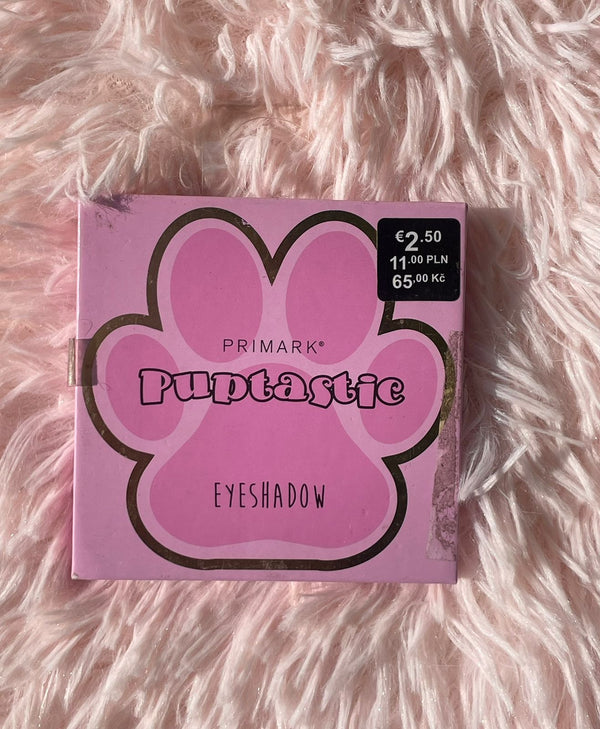 €2.50
11.00 PLN
65.00 Kč
PRIMARK®
Puptastic
EYESHADOW